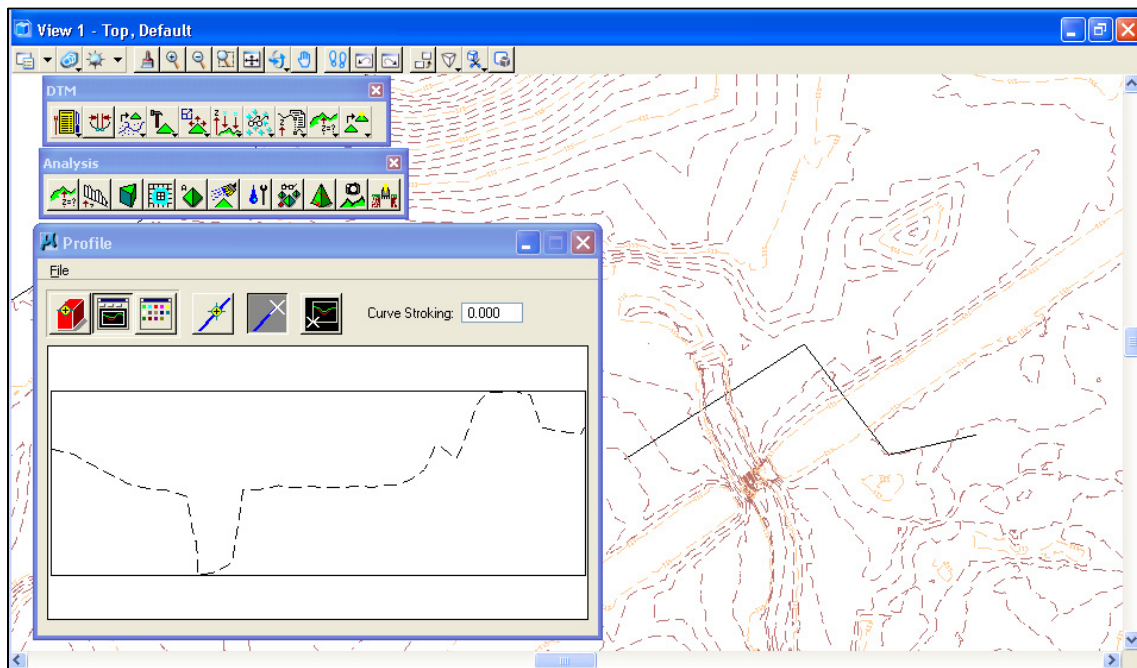 View 1 - Top, Default
DTM
Analysis
Profile
File
Curve Stroking: 0.000